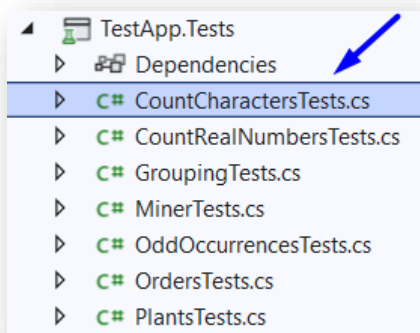 TestApp.Tests
Dependencies
C# CountCharactersTests.cs
C# CountRealNumbersTests.cs
C# GroupingTests.cs
C# MinerTests.cs
C# OddOccurrencesTests.cs
C# OrdersTests.cs
C# PlantsTests.cs